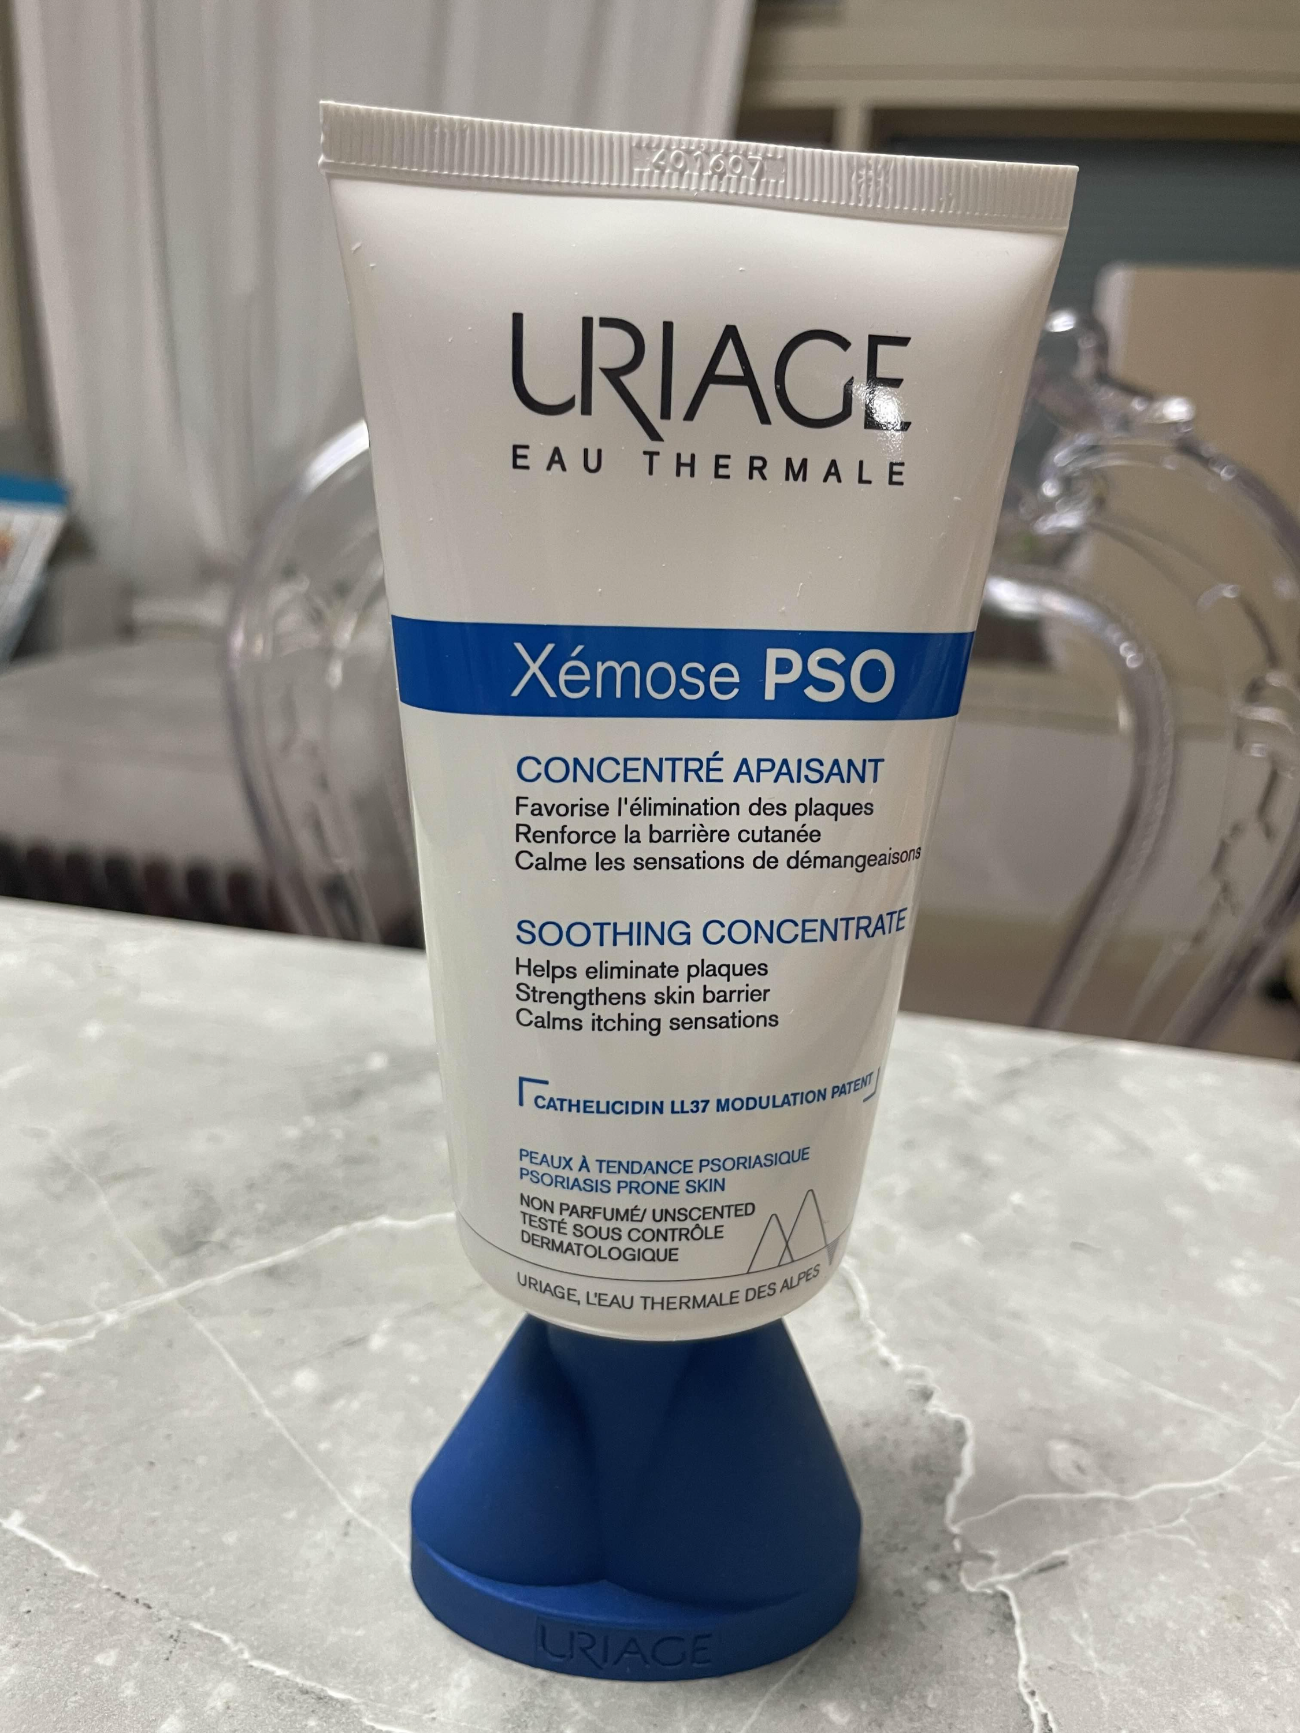 401607
URIAGE
EAU THERMALE
Xémose PSO
CONCENTRÉ APAISANT
Favorise l'élimination des plaques
Renforce la barrière cutanée
Calme les sensations de démangeaisons
SOOTHING CONCENTRATE
Helps eliminate plaques
Strengthens skin barrier
Calms itching sensations
CATHELICIDIN LL37 MODULATION PATENT
PEAUX À TENDANCE PSORIASIQUE
PSORIASIS PRONE SKIN
NON PARFUMÉ/ UNSCENTED
TESTÉ SOUS CONTRÔLE
DERMATOLOGIQUE
URIAGE, L'EAU THERMALE DES ALPES
URIAGE